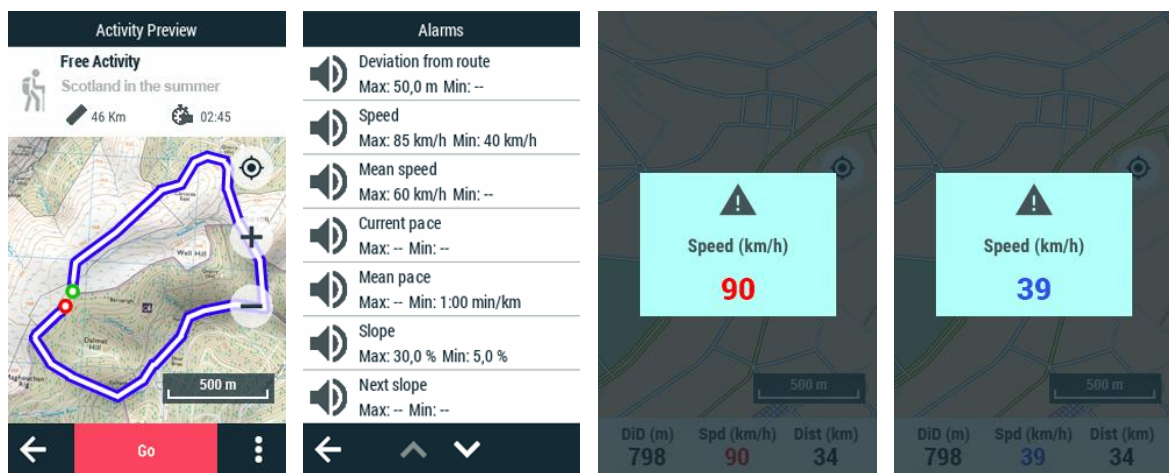 Activity Preview
Free Activity
Scotland in the summer
46 Km
02:45
Well Hill
Dalmet
Hill
500 m
Go
Alarms
Deviation from route
Max: 50,0 m Min: --
Speed
Max: 85 km/h Min: 40 km/h
Mean speed
Max: 60 km/h Min: --
Current pace
Max: -- Min: --
Mean pace
Max: -- Min: 1:00 min/km
Slope
Max: 30,0 % Min: 5,0 %
Next slope
Max: -- Min: --
Speed (km/h)
90
500 m
DiD (m) Spd (km/h) Dist (km)
798 90 34
Speed (km/h)
39
500 m
DiD (m) Spd (km/h) Dist (km)
798 39 34